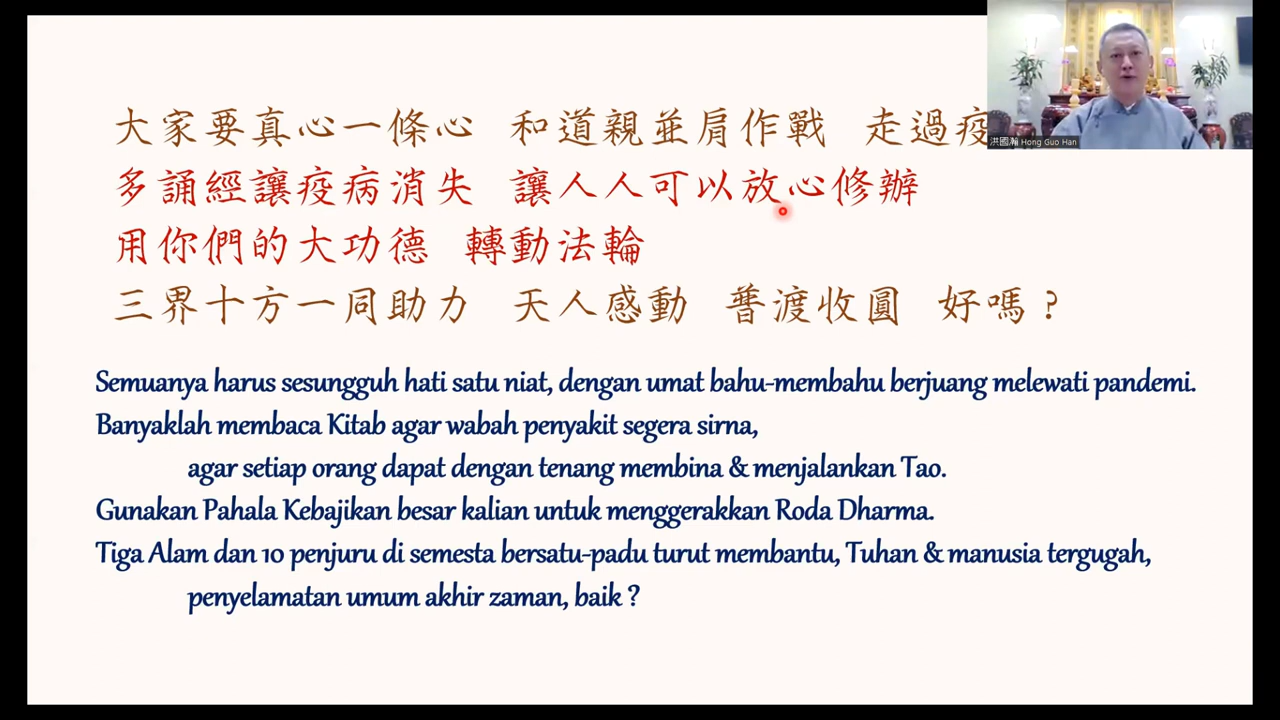 大家要真心一條心 和道親並肩作戰 走過疫
多誦經讓疫病消失 讓人人可以放心修辦
用你們的大功德 轉動法輪
三界十方一同助力 天人感動 普渡收圓 好嗎？
Semuanya harus sesungguh hati satu niat, dengan umat bahu-membahu berjuang melewati pandemi.
Banyaklah membaca Kitab agar wabah penyakit segera sirna,
agar setiap orang dapat dengan tenang membina & menjalankan Tao.
Gunakan Pahala Kebajikan besar kalian untuk menggerakkan Roda Dharma.
Tiga Alam dan 10 penjuru di semesta bersatu-padu turut membantu, Tuhan & manusia tergugah,
penyelamatan umum akhir zaman, baik ?
洪國瀚 Hong Guo Han